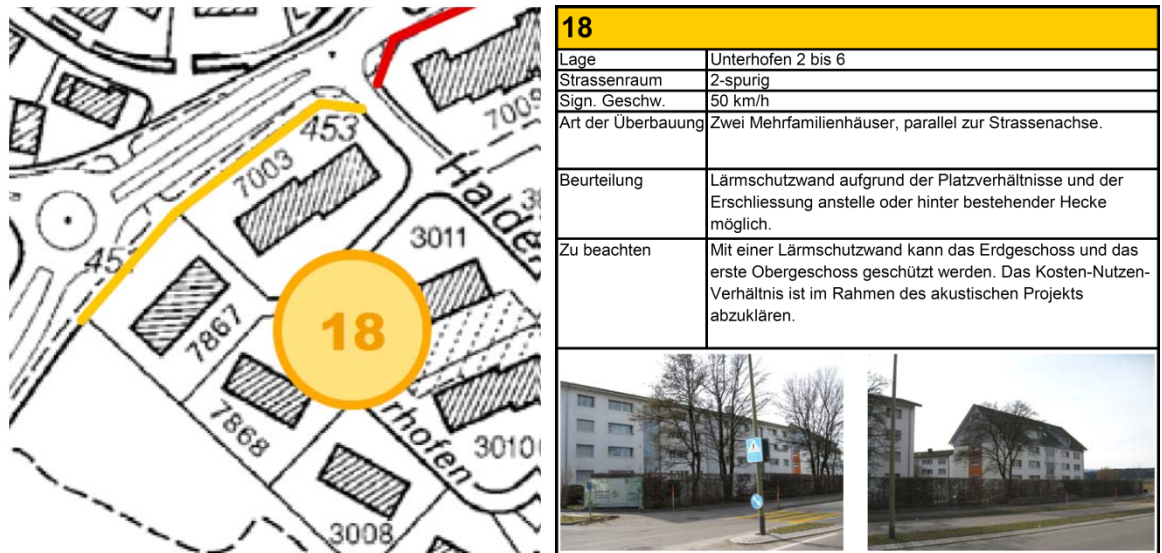 453
7003
7009
Halde
3011
453
7867
18
7868
rhofen
3010
3008
18
Lage Unterhofen 2 bis 6
Strassenraum 2-spurig
Sign. Geschw. 50 km/h
Art der Überbauung Zwei Mehrfamilienhäuser, parallel zur Strassenachse.
Beurteilung Lärmschutzwand aufgrund der Platzverhältnisse und der
Erschliessung anstelle oder hinter bestehender Hecke
möglich.
Zu beachten Mit einer Lärmschutzwand kann das Erdgeschoss und das
erste Obergeschoss geschützt werden. Das Kosten-Nutzen-
Verhältnis ist im Rahmen des akustischen Projekts
abzuklären.